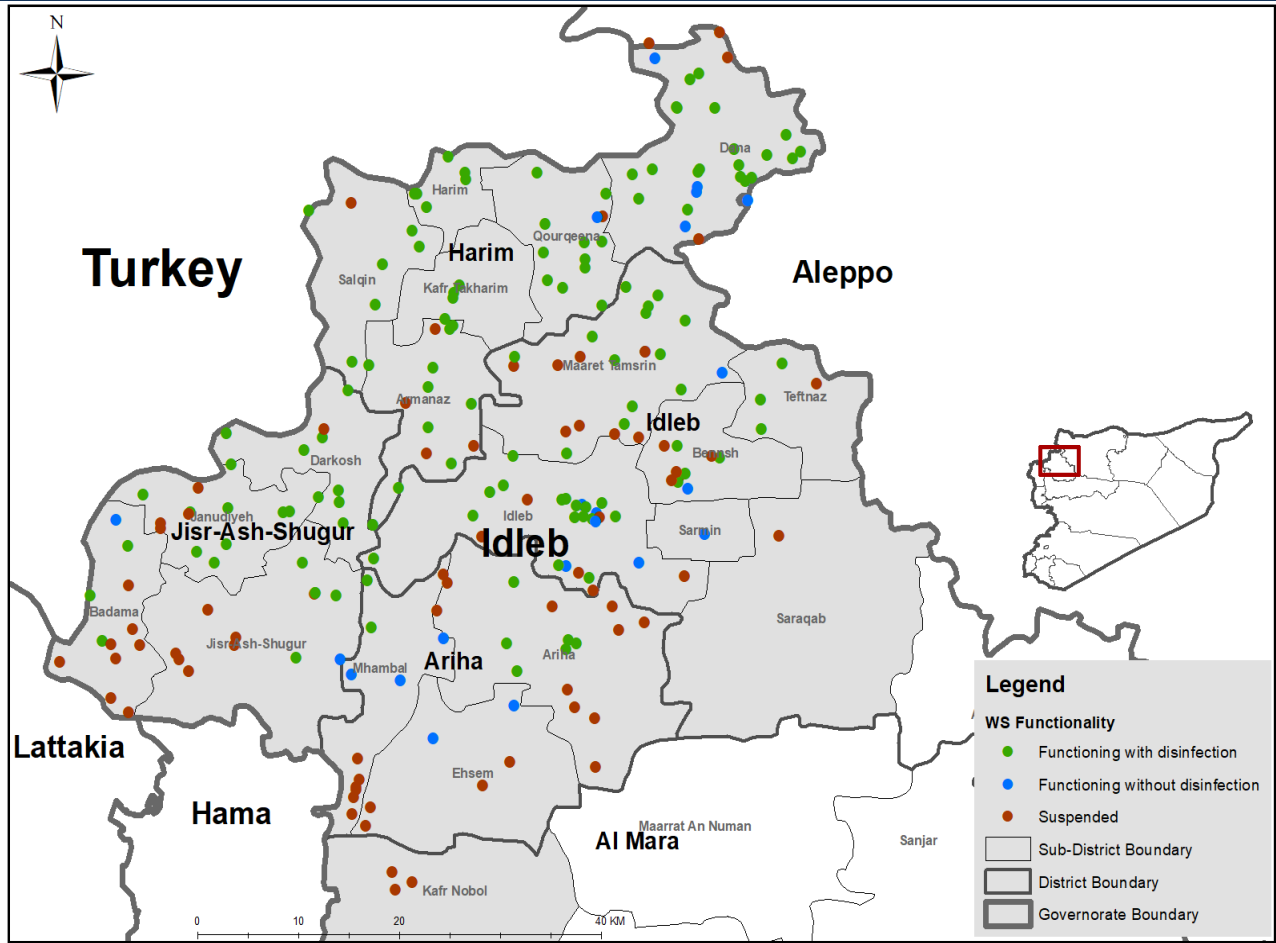 N
Dana
Harim
Qourqeena
Harim
Turkey
Aleppo
Salqin
Kafr Takharim
Maaret Tamsrin
Teftnaz
Armanaz
Idleb
Bennsh
Darkosh
Janudiyeh
Idleb
Jisr-Ash-Shugur
Sarmin
Idleb
Badama
Saraqab
Jisr-Ash-Shugur
Ariha
Ariha
Mhambal
Legend
WS Functionality
Lattakia
Functioning with disinfection
Ehsem
Functioning without disinfection
Hama
Suspended
Maarrat An Numan
Al Mara
Sanjar
Sub-District Boundary
District Boundary
Kafr Nobol
Governorate Boundary
0 10 20 40 KM